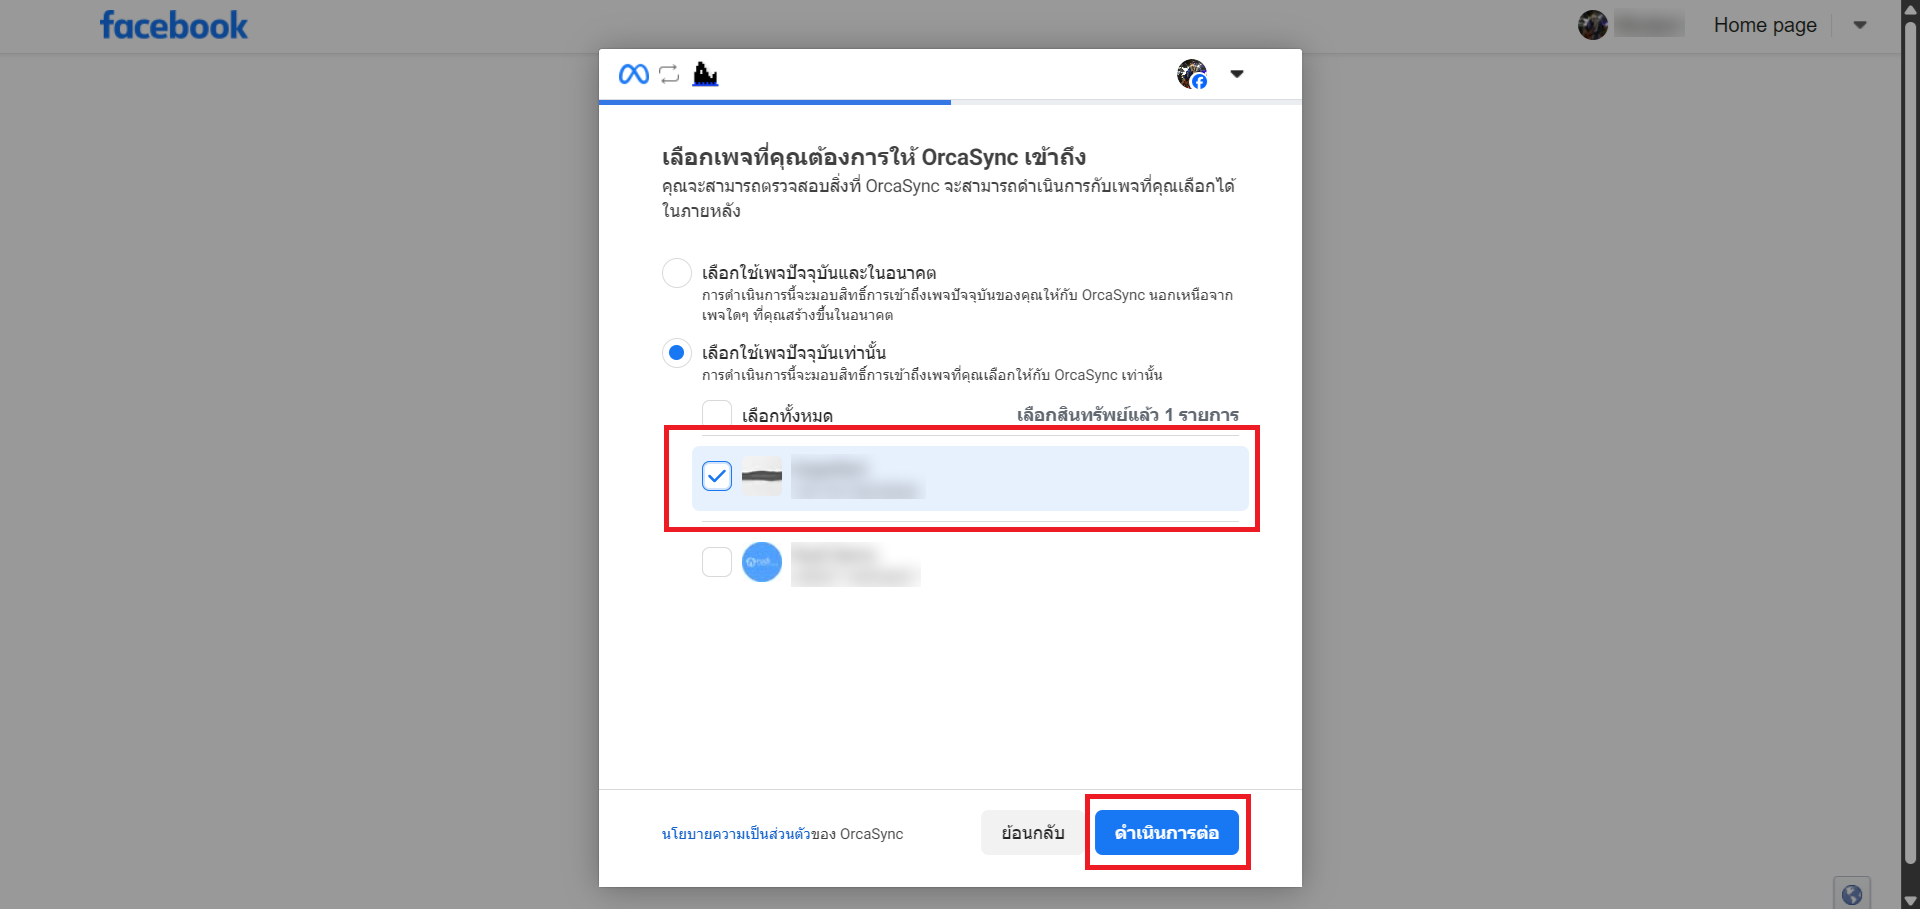 facebook
Home page
เลือกเพจที่คุณต้องการให้ OrcaSync เข้าถึง
คุณจะสามารถตรวจสอบสิ่งที่ OrcaSync จะสามารถดำเนินการกับเพจที่คุณเลือกได้
ในภายหลัง
เลือกใช้เพจปัจจุบันและในอนาคต
การดำเนินการนี้จะมอบสิทธิ์การเข้าถึงเพจปัจจุบันของคุณให้กับ OrcaSync นอกเหนือจาก
เพจใดๆ ที่คุณสร้างขึ้นในอนาคต
เลือกใช้เพจปัจจุบันเท่านั้น
การดำเนินการนี้จะมอบสิทธิ์การเข้าถึงเพจที่คุณเลือกให้กับ OrcaSync เท่านั้น
เลือกทั้งหมด
เลือกสินทรัพย์แล้ว 1 รายการ
นโยบายความเป็นส่วนตัวของ OrcaSync
ย้อนกลับ
ดำเนินการต่อ